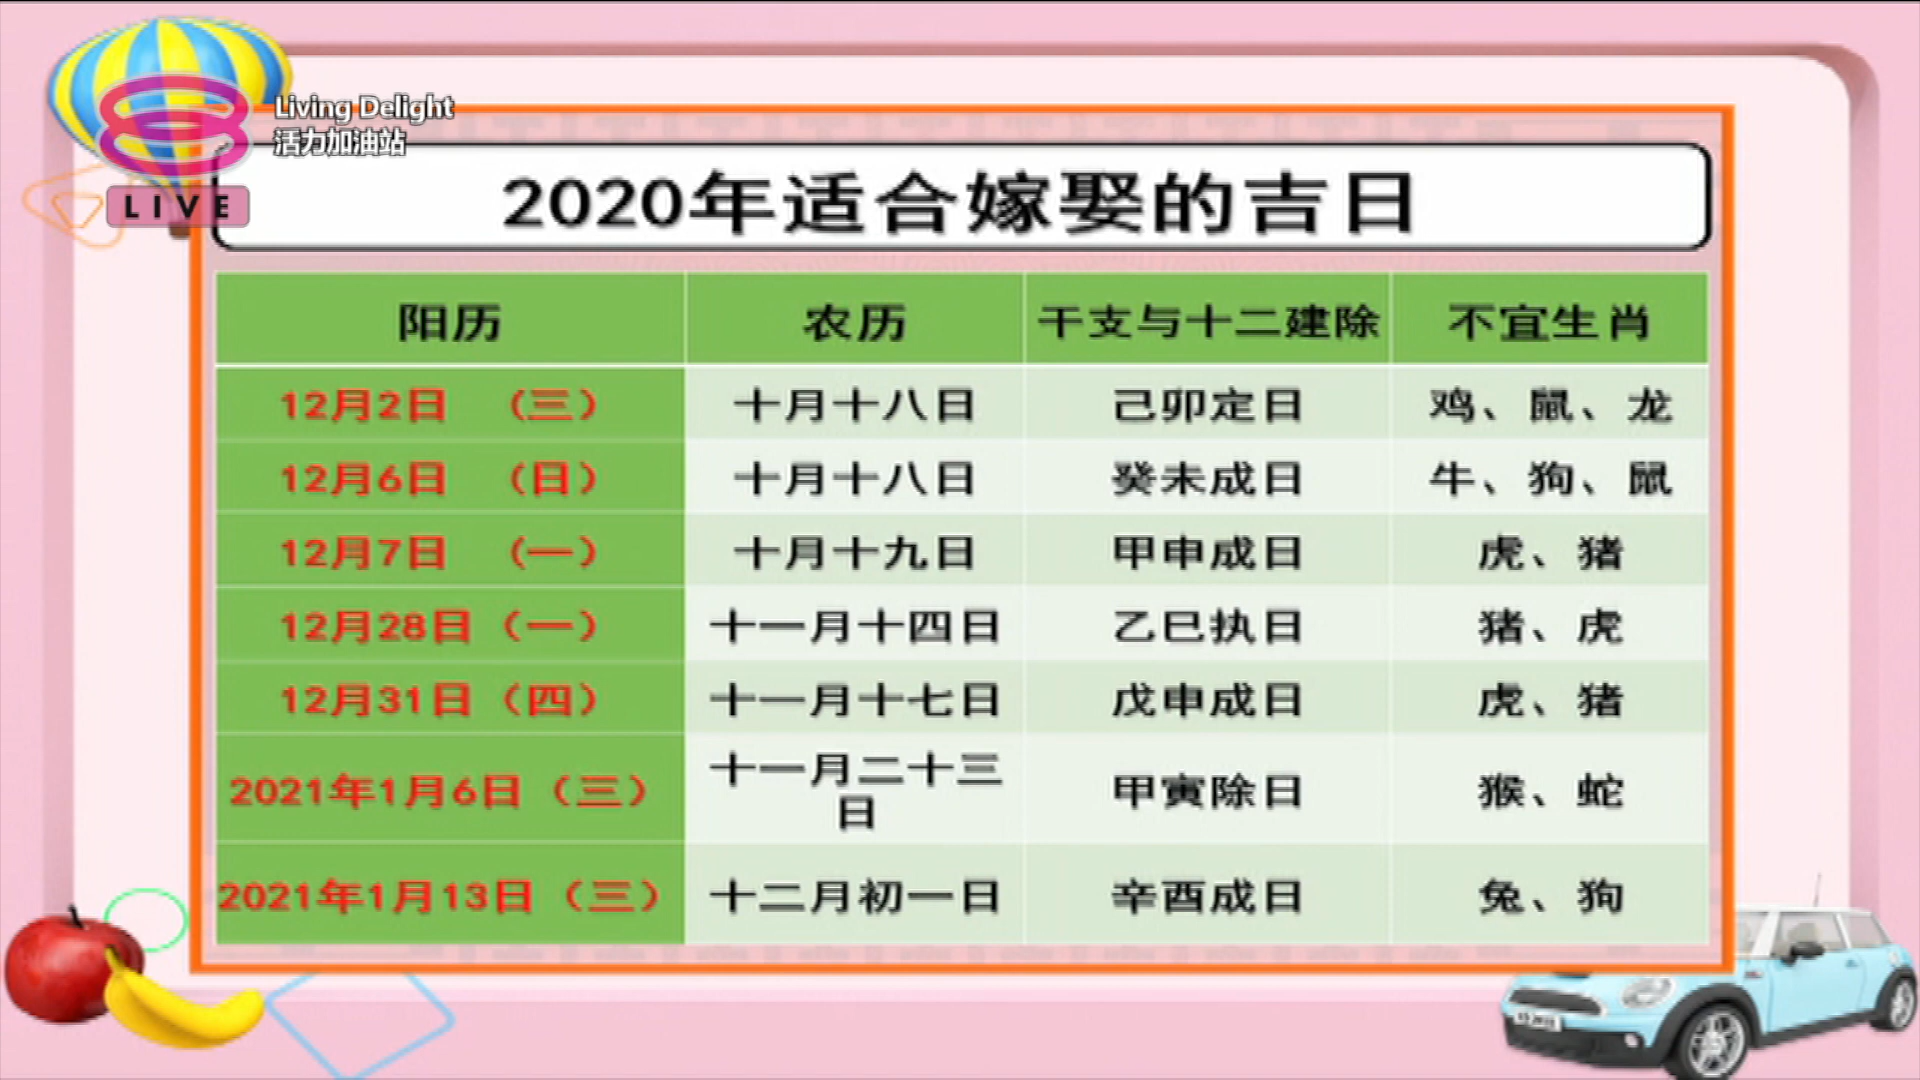 Living Delight
活力加油站
LIVE
2020年适合嫁娶的吉日
阳历 农历 干支与十二建除 不宜生肖
12月2日 （三） 十月十八日 己卯定日 鸡、鼠、龙
12月6日 （日） 十月十八日 癸未成日 牛、狗、鼠
12月7日 （一） 十月十九日 甲申成日 虎、猪
12月28日（一） 十一月十四日 乙巳执日 猪、虎
12月31日（四） 十一月十七日 戊申成日 虎、猪
2021年1月6日（三） 十一月二十三日 甲寅除日 猴、蛇
2021年1月13日（三） 十二月初一日 辛酉成日 兔、狗